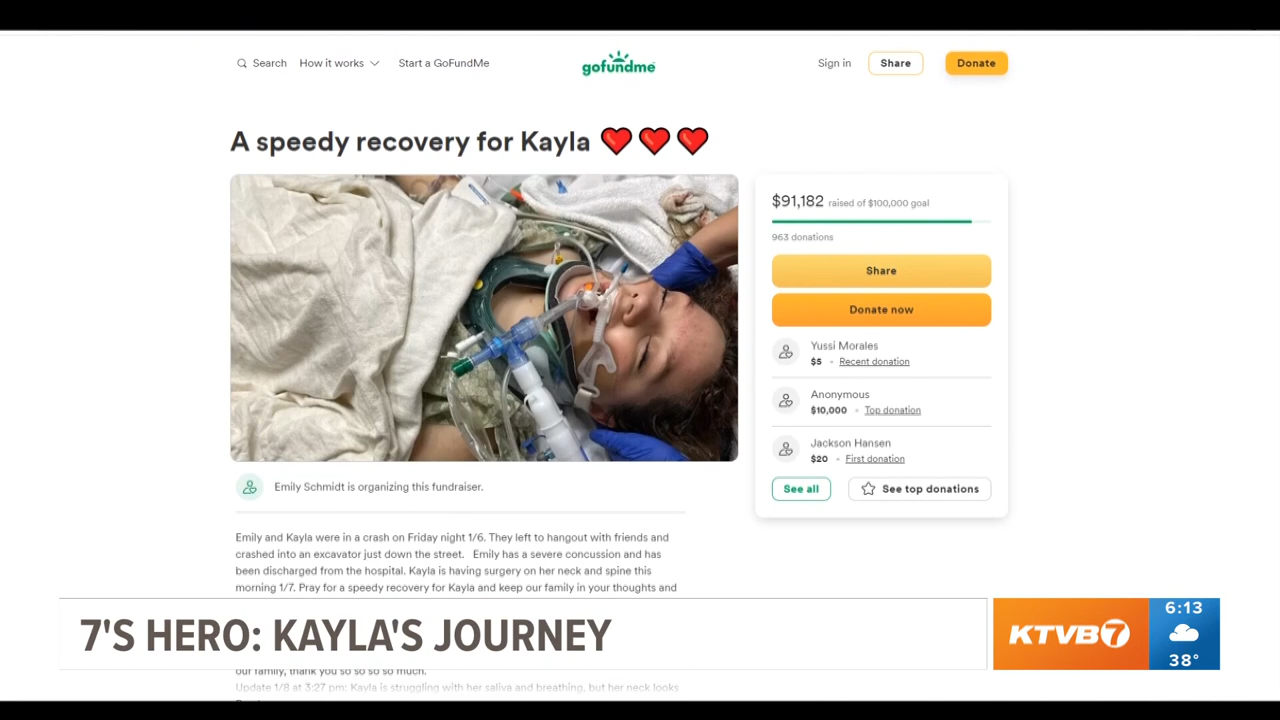 Search How it works Start a GoFundMe gofundme Sign in Share Donate
A speedy recovery for Kayla ❤️❤️❤️
$91,182 raised of $100,000 goal
963 donations
Share
Donate now
Yussi Morales
$5 • Recent donation
Anonymous
$10,000 • Top donation
Jackson Hansen
$20 • First donation
See all See top donations
Emily Schmidt is organizing this fundraiser.
Emily and Kayla were in a crash on Friday night 1/6. They left to hangout with friends and
crashed into an excavator just down the street. Emily has a severe concussion and has
been discharged from the hospital. Kayla is having surgery on her neck and spine this
morning 1/7. Pray for a speedy recovery for Kayla and keep our family in your thoughts and
7'S HERO: KAYLA'S JOURNEY
KTVB7
6:13
38°
our family, thank you so so so so much.
Update 1/8 at 3:27 pm: Kayla is struggling with her saliva and breathing, but her neck looks